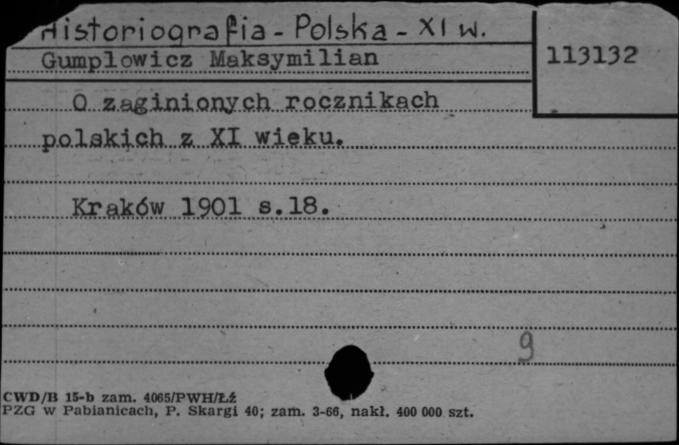 Historiografia - Polska - XI w.
Gumplowicz Maksymilian
113132
O zaginionych rocznikach
polskich z XI wieku.
Kraków 1901 s.18.
9
CWD/B 15-b zam. 4065/PWH/Łź
PZG w Pabianicach, P. Skargi 40; zam. 3-66, nakł. 400 000 szt.